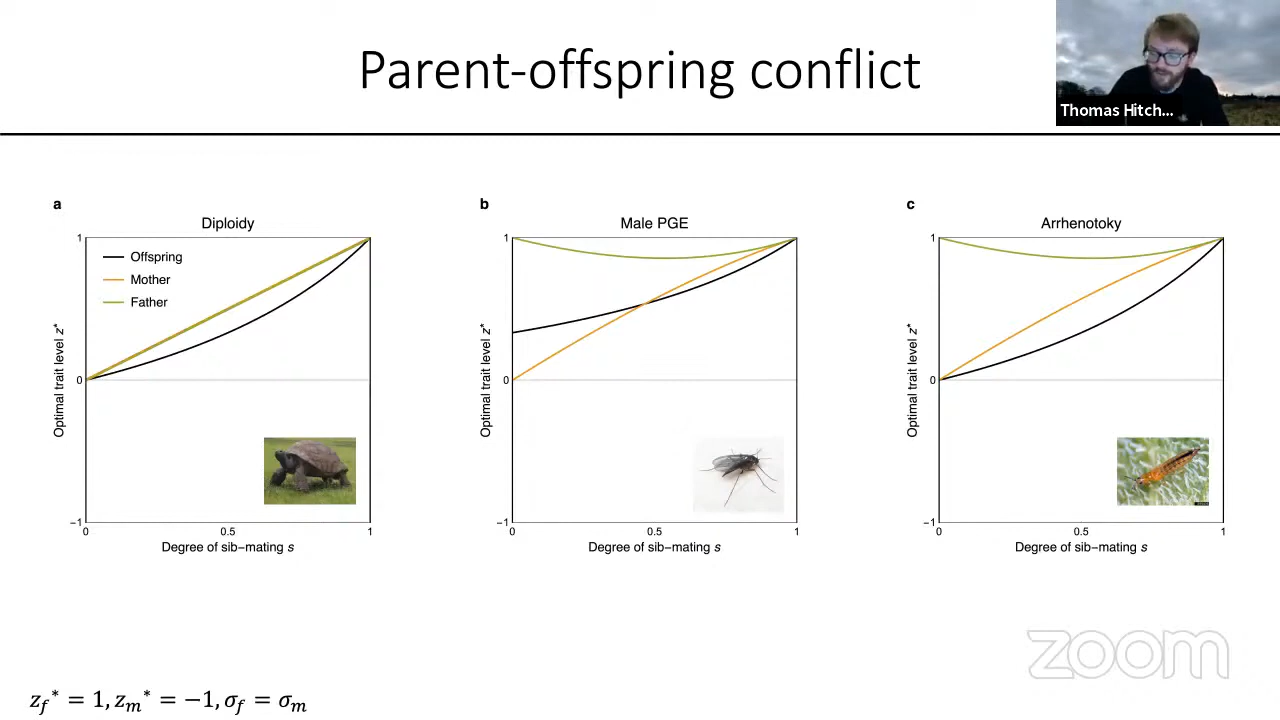 Parent-offspring conflict
Thomas Hitch...
a
Diploidy
1
0
−1
Optimal trait level z*
Offspring
Mother
Father
0
0.5
1
Degree of sib−mating s
b
Male PGE
1
0
−1
Optimal trait level z*
0
0.5
1
Degree of sib−mating s
c
Arrhenotoky
1
0
−1
Optimal trait level z*
0
0.5
1
Degree of sib−mating s
zoom
z_f* = 1, z_m* = −1, σ_f = σ_m